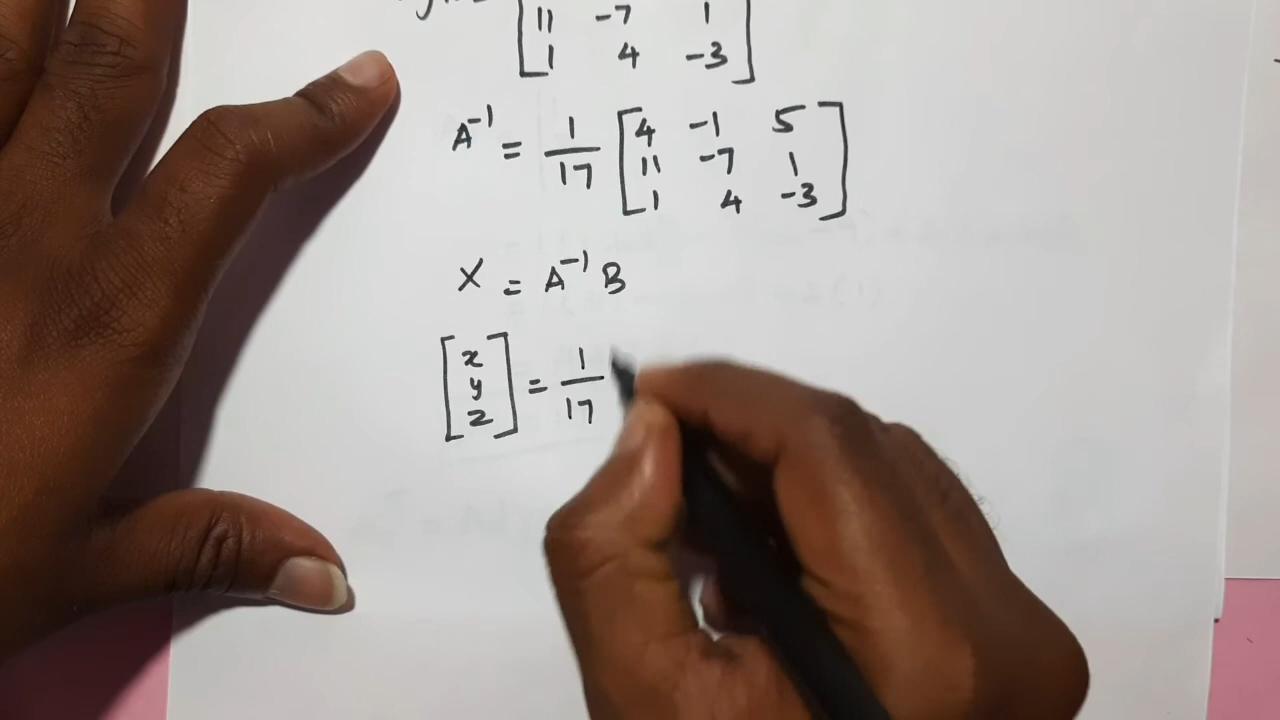 11 -7 1
1 4 -3
A⁻¹ = 1/17 [4 -1 5
11 -7 1
1 4 -3]
X = A⁻¹ B
[x
y
z] = 1/17